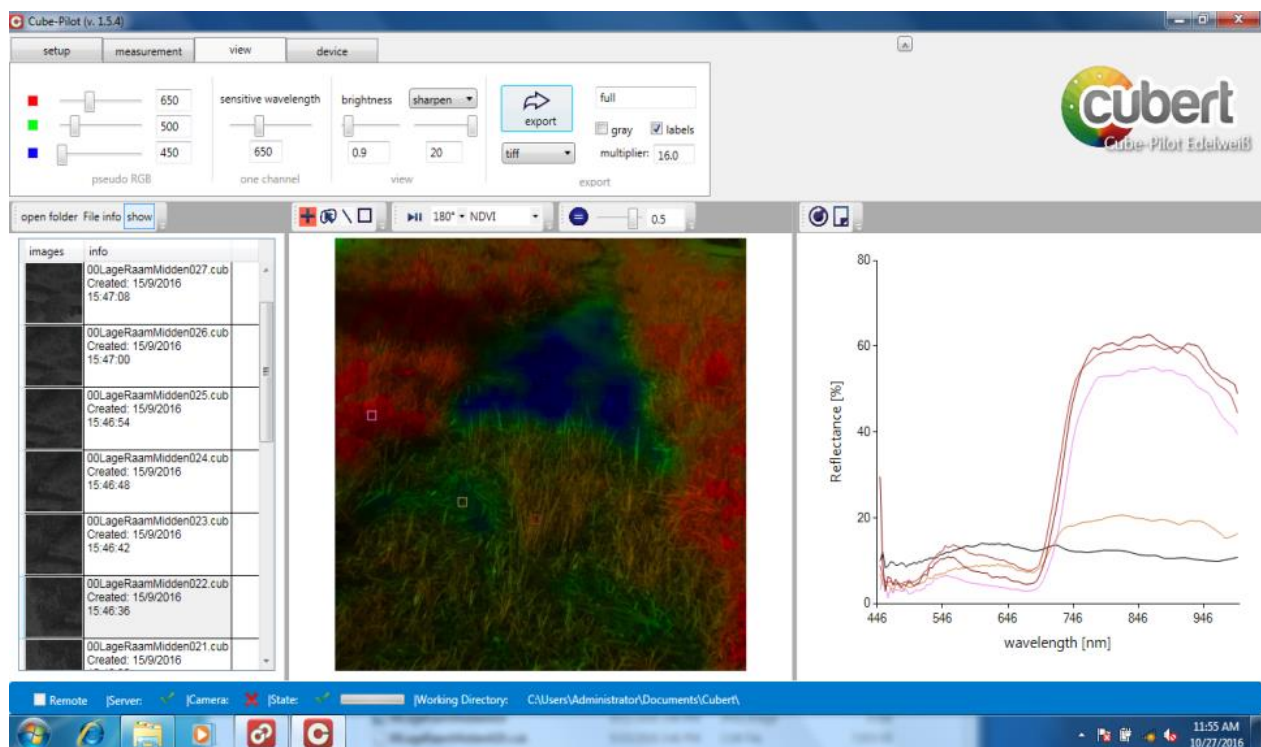 Cube-Pilot (v. 1.5.4)
setup measurement view device
650 sensitive wavelength brightness sharpen full
500 export gray labels
450 650 0.9 20 tiff multiplier: 16.0
pseudo RGB one channel view export
cubert
Cube-Pilot Edelweiß
open folder File info show 180° NDVI 0.5
images info
00LageRaamMidden027.cub
Created: 15/9/2016
15:47:08
00LageRaamMidden026.cub
Created: 15/9/2016
15:47:00
00LageRaamMidden025.cub
Created: 15/9/2016
15:46:54
00LageRaamMidden024.cub
Created: 15/9/2016
15:46:48
00LageRaamMidden023.cub
Created: 15/9/2016
15:46:42
00LageRaamMidden022.cub
Created: 15/9/2016
15:46:36
00LageRaamMidden021.cub
Created: 15/9/2016
80
60
40
20
0
Reflectance [%]
446 546 646 746 846 946
wavelength [nm]
Remote |Server: |Camera: |State: |Working Directory: C:\Users\Administrator\Documents\Cubert\
11:55 AM
10/27/2016